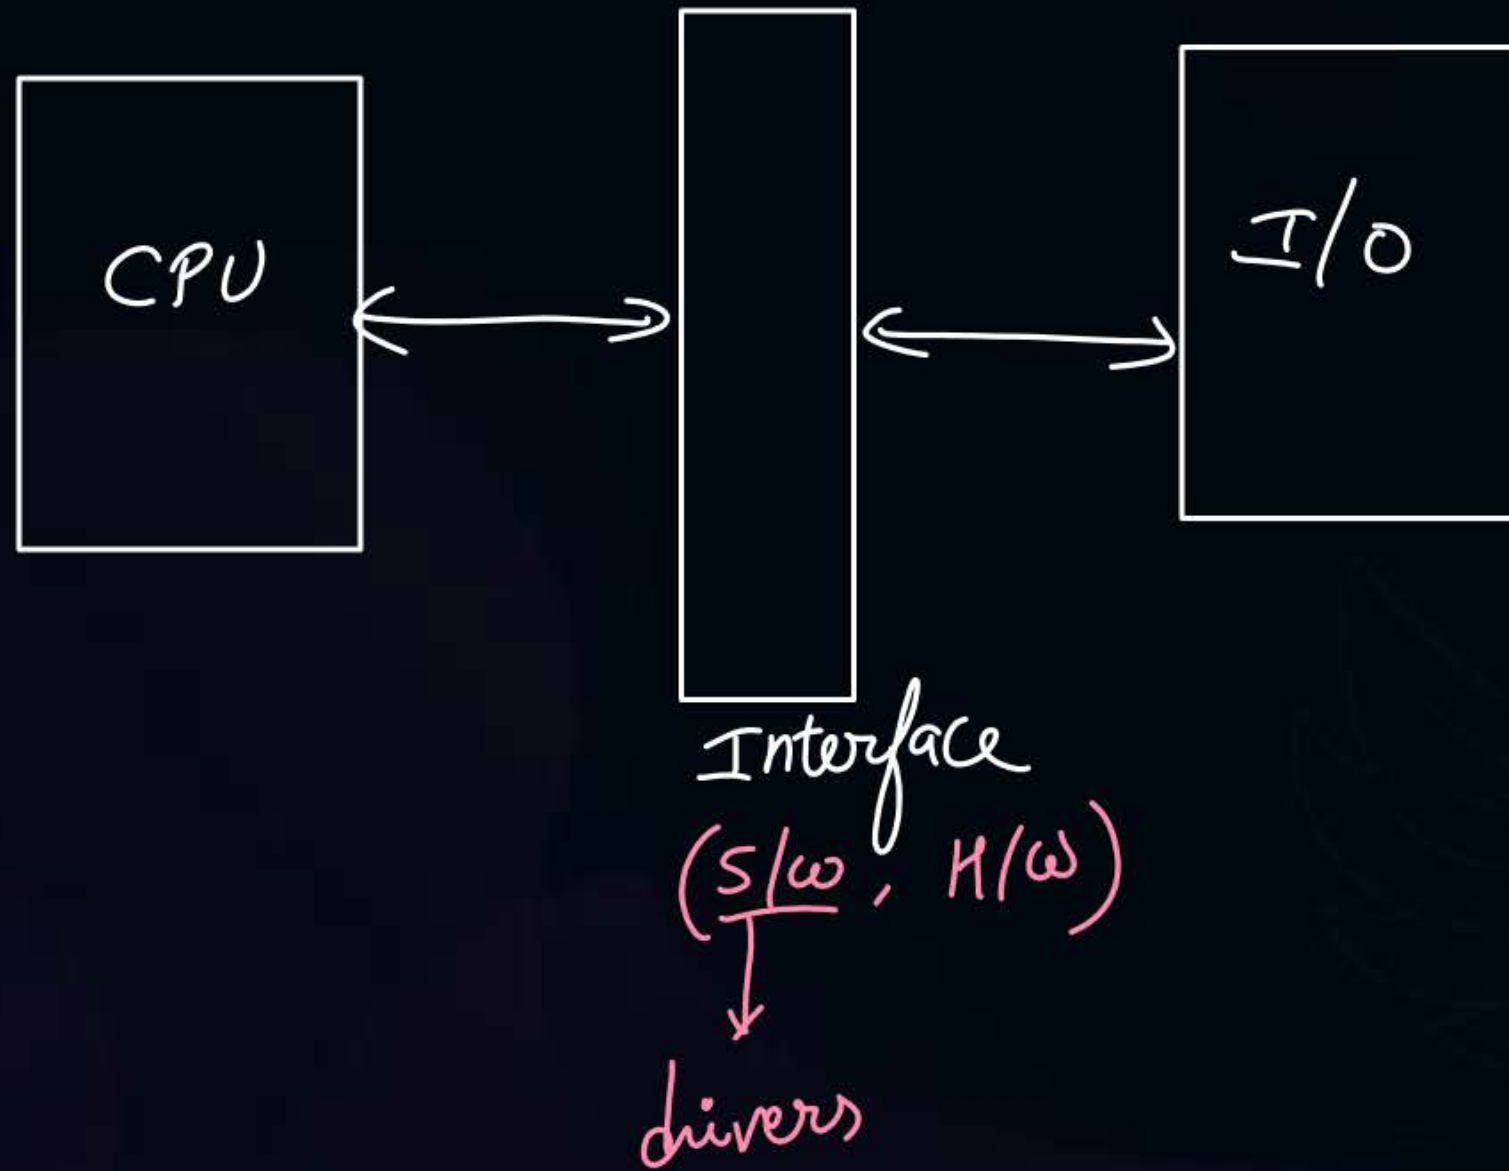 CPU
I/O
Interface
(S/W, H/W)
drivers